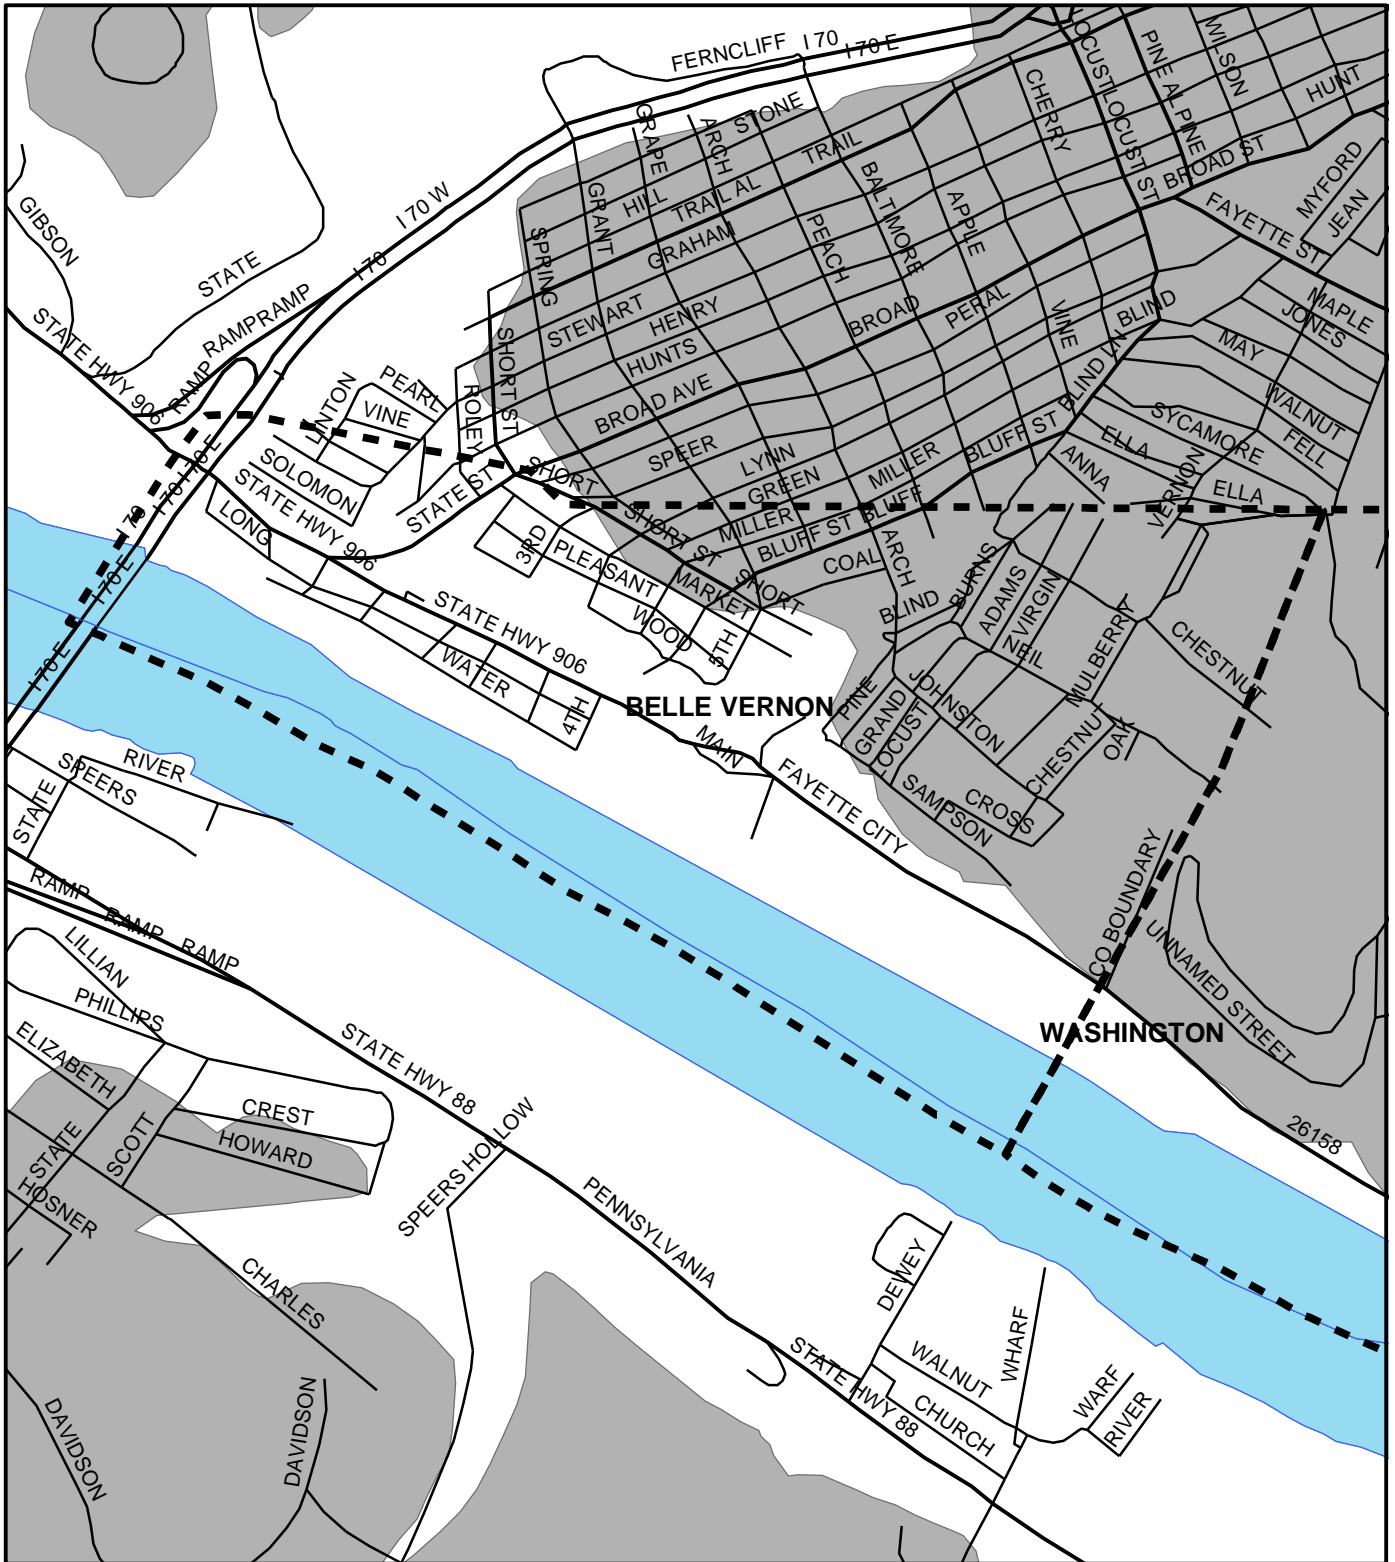 FERNCLIFF
I 70
I 70 E
LOCUST
LOCUST
LOCUST ST
PINE
ALPINE
WILSON
HUNT
CHERRY
STONE
GRAPE
ARCH
TRAIL
BROAD ST
MYFORD
JEAN
FAYETTE ST
GIBSON
STATE
I 70 W
I 70
HILL
TRAIL AL
GRAHAM
GRANT
SPRING
PEACH
BALTIMORE
APPLE
MAPLE
JONES
MAY
WALNUT
FELL
STATE HWY 906
RAMP
RAMP
RAMP
STEWART
HENRY
HUNTS
BROAD
PERAL
VINE
BLIND
BLIND LN
SHORT ST
ROLEY
PEARL
VINE
LINTON
BROAD AVE
SPEER
LYNN
GREEN
MILLER
BLUFF ST
SYCAMORE
ELLA
ANNA
VERNON
ELLA
SOLOMON
STATE HWY 906
LONG
STATE ST
SHORT
SHORT ST
MILLER
BLUFF ST
BLUFF
I 70 E
I 70
I 70
I 70 E
I 70 E
3RD
PLEASANT
MARKET
SHORT
S
COAL
ARCH
BLIND
BURNS
ADAMS
VIRGIN
NEIL
MULBERRY
CHESTNUT
STATE HWY 906
WOOD
5TH
WATER
4TH
BELLE VERNON
MAIN
PINE
GRAND
LOCUST
JOHNSTON
CHESTNUT
OAK
FAYETTE CITY
SAMPSON
CROSS
RIVER
SPEERS
STATE
CO BOUNDARY
UNNAMED STREET
WASHINGTON
26158
RAMP
RAMP
RAMP
LILLIAN
PHILLIPS
ELIZABETH
STATE HWY 88
CREST
HOWARD
SCOTT
STATE
HOSNER
SPEERS HOLLOW
PENNSYLVANIA
CHARLES
DAVIDSON
DAVIDSON
STATE HWY 88
DEWEY
WALNUT
WHARF
CHURCH
WARF
RIVER